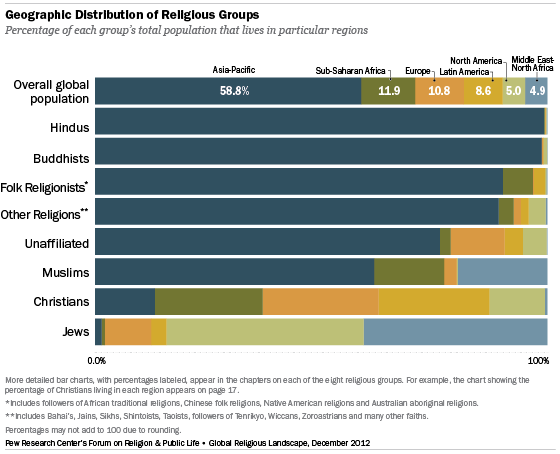 Geographic Distribution of Religious Groups
Percentage of each group's total population that lives in particular regions
Asia-Pacific
Sub-Saharan Africa
Europe
Latin America
North America
Middle East-
North Africa
Overall global
population
58.8%
11.9
10.8
8.6
5.0
4.9
Hindus
Buddhists
Folk Religionists*
Other Religions**
Unaffiliated
Muslims
Christians
Jews
0.0%
100%
More detailed bar charts, with percentages labeled, appear in the chapters on each of the eight religious groups. For example, the chart showing the
percentage of Christians living in each region appears on page 17.
*Includes followers of African traditional religions, Chinese folk religions, Native American religions and Australian aboriginal religions.
**Includes Bahai's, Jains, Sikhs, Shintoists, Taoists, followers of Tenrikyo, Wiccans, Zoroastrians and many other faiths.
Percentages may not add to 100 due to rounding.
Pew Research Center's Forum on Religion & Public Life • Global Religious Landscape, December 2012